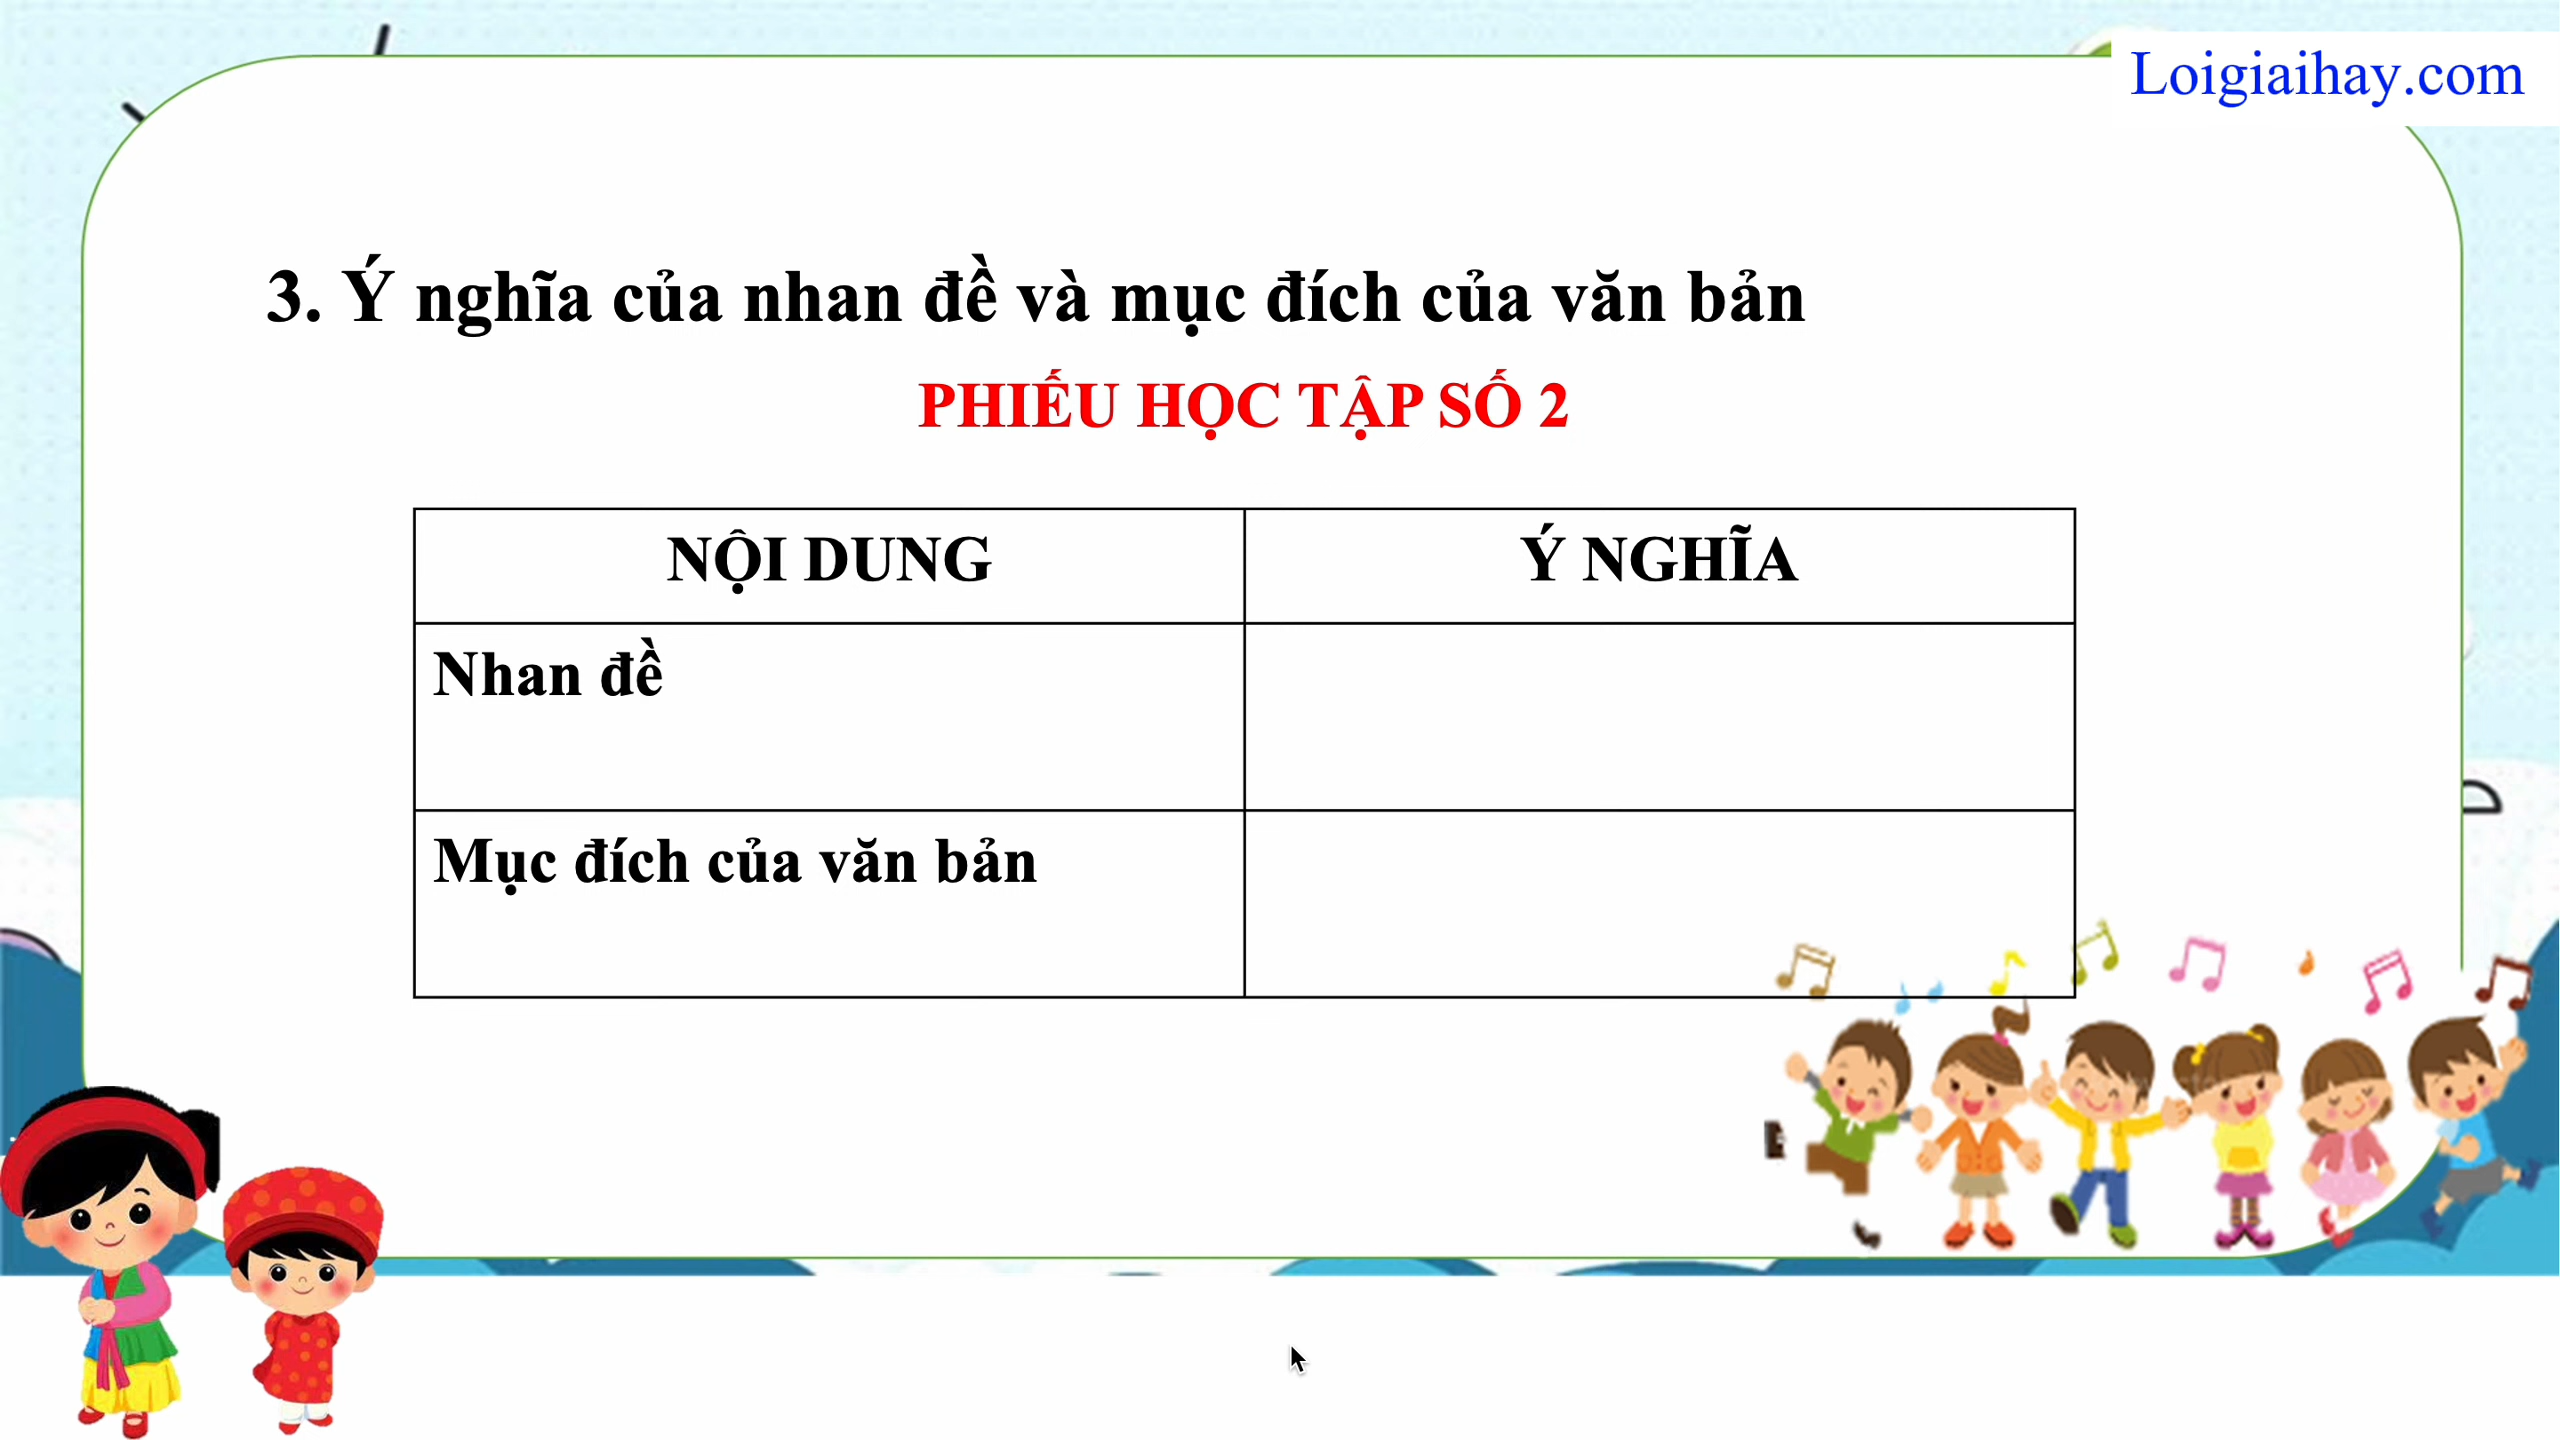 Loigiaihay.com
3. Ý nghĩa của nhan đề và mục đích của văn bản
PHIẾU HỌC TẬP SỐ 2
NỘI DUNG
Ý NGHĨA
Nhan đề
Mục đích của văn bản